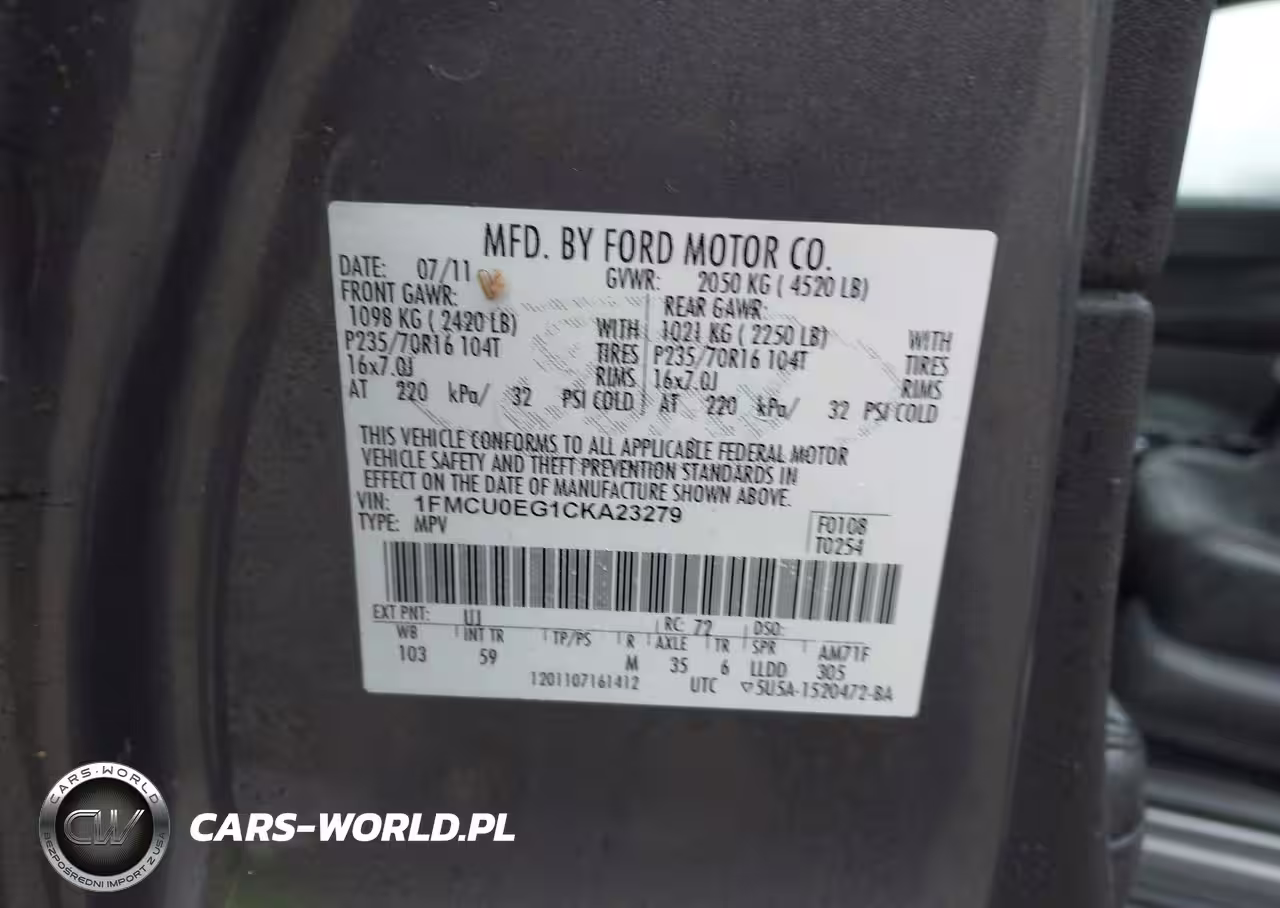 MFD. BY FORD MOTOR CO.
DATE: 07/11 GVWR: 2050 KG ( 4520 LB)
FRONT GAWR: REAR GAWR:
1098 KG ( 2420 LB) WITH 1021 KG ( 2250 LB) WITH
P235/70R16 104T TIRES P235/70R16 104T TIRES
16x7.0J RIMS 16x7.0J RIMS
AT 220 kPa/ 32 PSI COLD AT 220 kPa/ 32 PSI COLD
THIS VEHICLE CONFORMS TO ALL APPLICABLE FEDERAL MOTOR
VEHICLE SAFETY AND THEFT PREVENTION STANDARDS IN
EFFECT ON THE DATE OF MANUFACTURE SHOWN ABOVE.
VIN: 1FMCU0EG1CKA23279
TYPE: MPV
F0108
T0254
EXT PNT: UJ RC: 72 DSO:
WB INT TR TP/PS R AXLE TR SPR AM71F
103 59 M 35 6 LLDD 305
1201107161412 UTC ▽5U5A-1520472-BA
CARS-WORLD
CW
BEZPOŚREDNI IMPORT Z USA
CARS-WORLD.PL